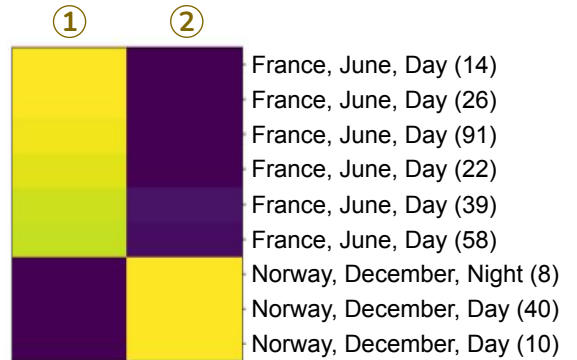 ① ②
France, June, Day (14)
France, June, Day (26)
France, June, Day (91)
France, June, Day (22)
France, June, Day (39)
France, June, Day (58)
Norway, December, Night (8)
Norway, December, Day (40)
Norway, December, Day (10)